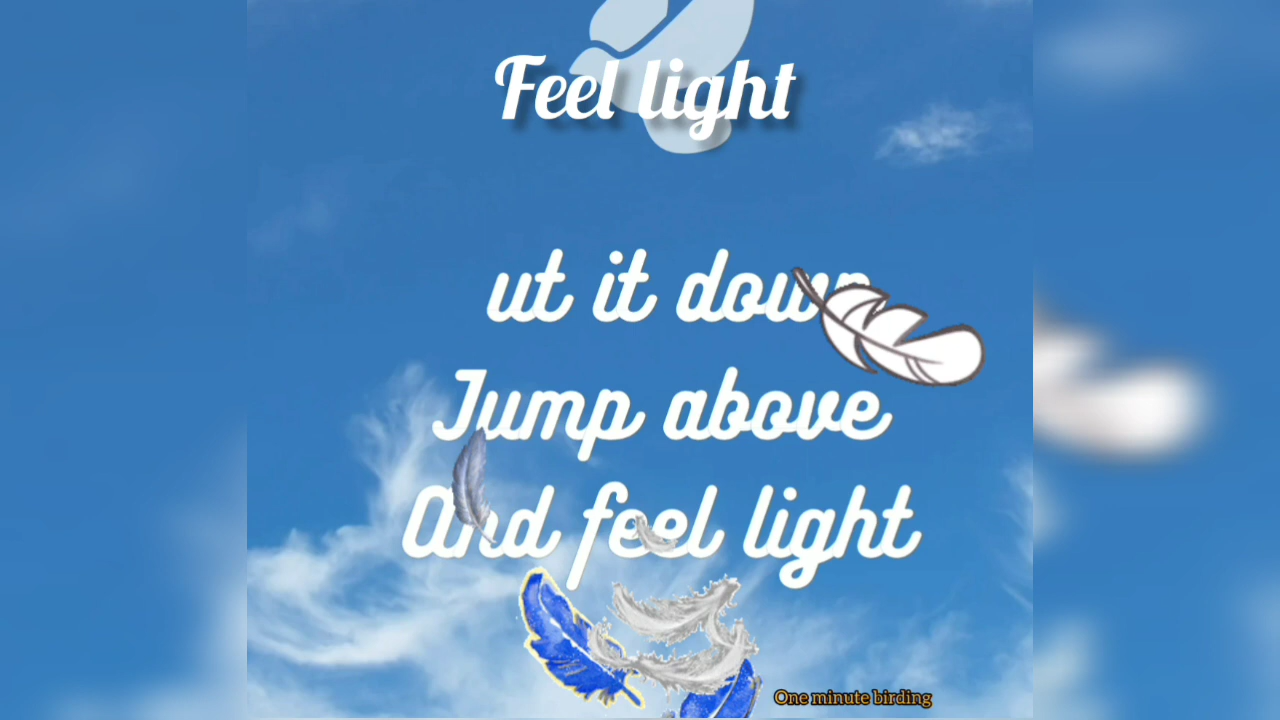 Feel light
ut it down
Jump above
And feel light
One minute birding